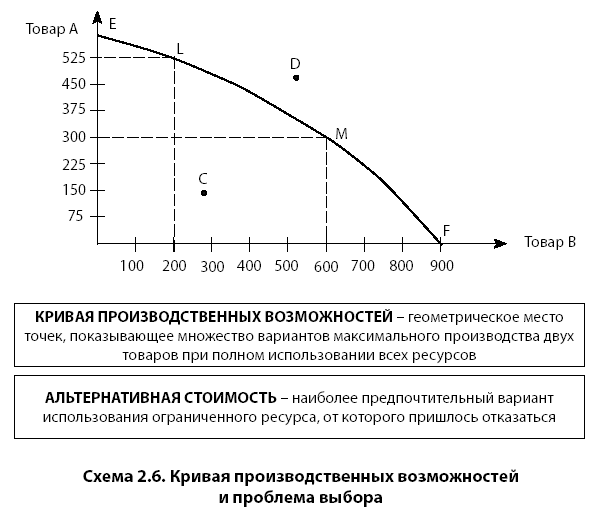 Товар А
E
L
D
M
C
F
525
450
375
300
225
150
75
100 200 300 400 500 600 700 800 900
Товар В
КРИВАЯ ПРОИЗВОДСТВЕННЫХ ВОЗМОЖНОСТЕЙ – геометрическое место
точек, показывающее множество вариантов максимального производства двух
товаров при полном использовании всех ресурсов
АЛЬТЕРНАТИВНАЯ СТОИМОСТЬ – наиболее предпочтительный вариант
использования ограниченного ресурса, от которого пришлось отказаться
Схема 2.6. Кривая производственных возможностей
и проблема выбора